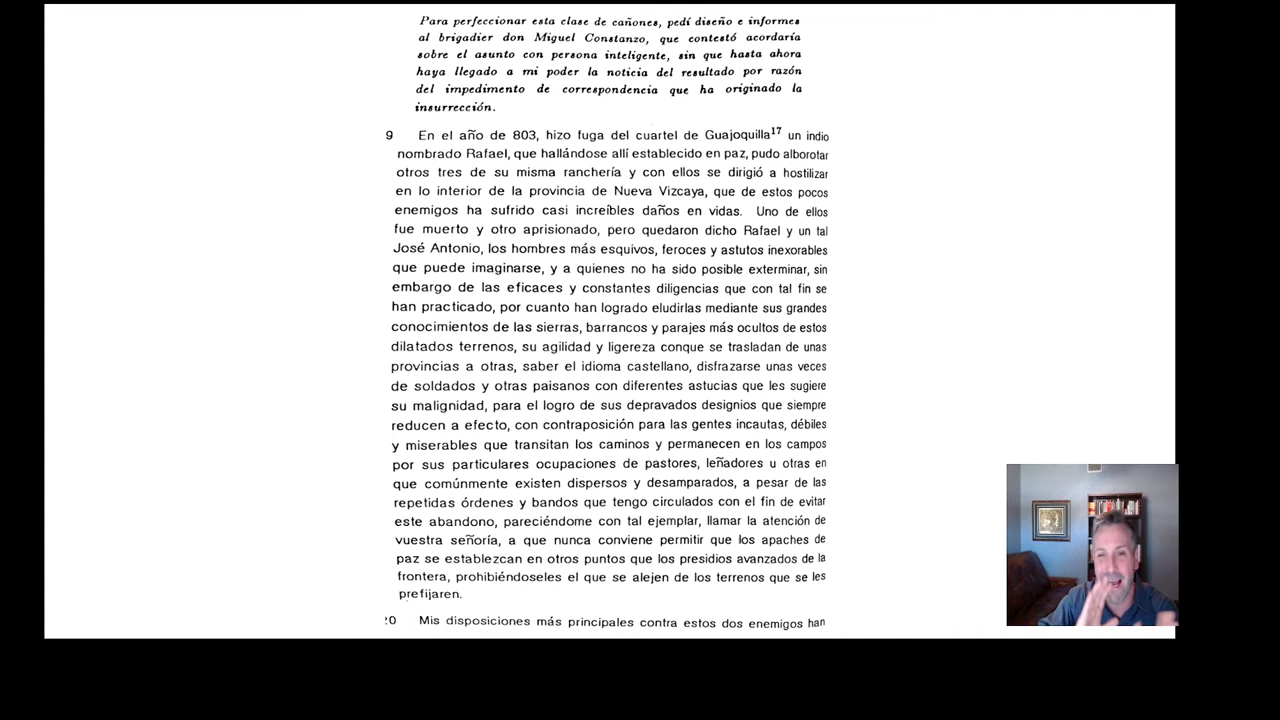 Para perfeccionar esta clase de cañones, pedí diseño e informes
al brigadier don Miguel Constanzo, que contestó acordaría
sobre el asunto con persona inteligente, sin que hasta ahora
haya llegado a mi poder la noticia del resultado por razón
del impedimento de correspondencia que ha originado la
insurrección.
9 En el año de 803, hizo fuga del cuartel de Guajoquilla17 un indio
nombrado Rafael, que hallándose allí establecido en paz, pudo alborotar
otros tres de su misma ranchería y con ellos se dirigió a hostilizar
en lo interior de la provincia de Nueva Vizcaya, que de estos pocos
enemigos ha sufrido casi increíbles daños en vidas. Uno de ellos
fue muerto y otro aprisionado, pero quedaron dicho Rafael y un tal
José Antonio, los hombres más esquivos, feroces y astutos inexorables
que puede imaginarse, y a quienes no ha sido posible exterminar, sin
embargo de las eficaces y constantes diligencias que con tal fin se
han practicado, por cuanto han logrado eludirlas mediante sus grandes
conocimientos de las sierras, barrancos y parajes más ocultos de estos
dilatados terrenos, su agilidad y ligereza conque se trasladan de unas
provincias a otras, saber el idioma castellano, disfrazarse unas veces
de soldados y otras paisanos con diferentes astucias que les sugiere
su malignidad, para el logro de sus depravados designios que siempre
reducen a efecto, con contraposición para las gentes incautas, débiles
y miserables que transitan los caminos y permanecen en los campos
por sus particulares ocupaciones de pastores, leñadores u otras en
que comúnmente existen dispersos y desamparados, a pesar de las
repetidas órdenes y bandos que tengo circulados con el fin de evitar
este abandono, pareciéndome con tal ejemplar, llamar la atención de
vuestra señoría, a que nunca conviene permitir que los apaches de
paz se establezcan en otros puntos que los presidios avanzados de la
frontera, prohibiéndoseles el que se alejen de los terrenos que se les
prefijaren.
20 Mis disposiciones más principales contra estos dos enemigos han